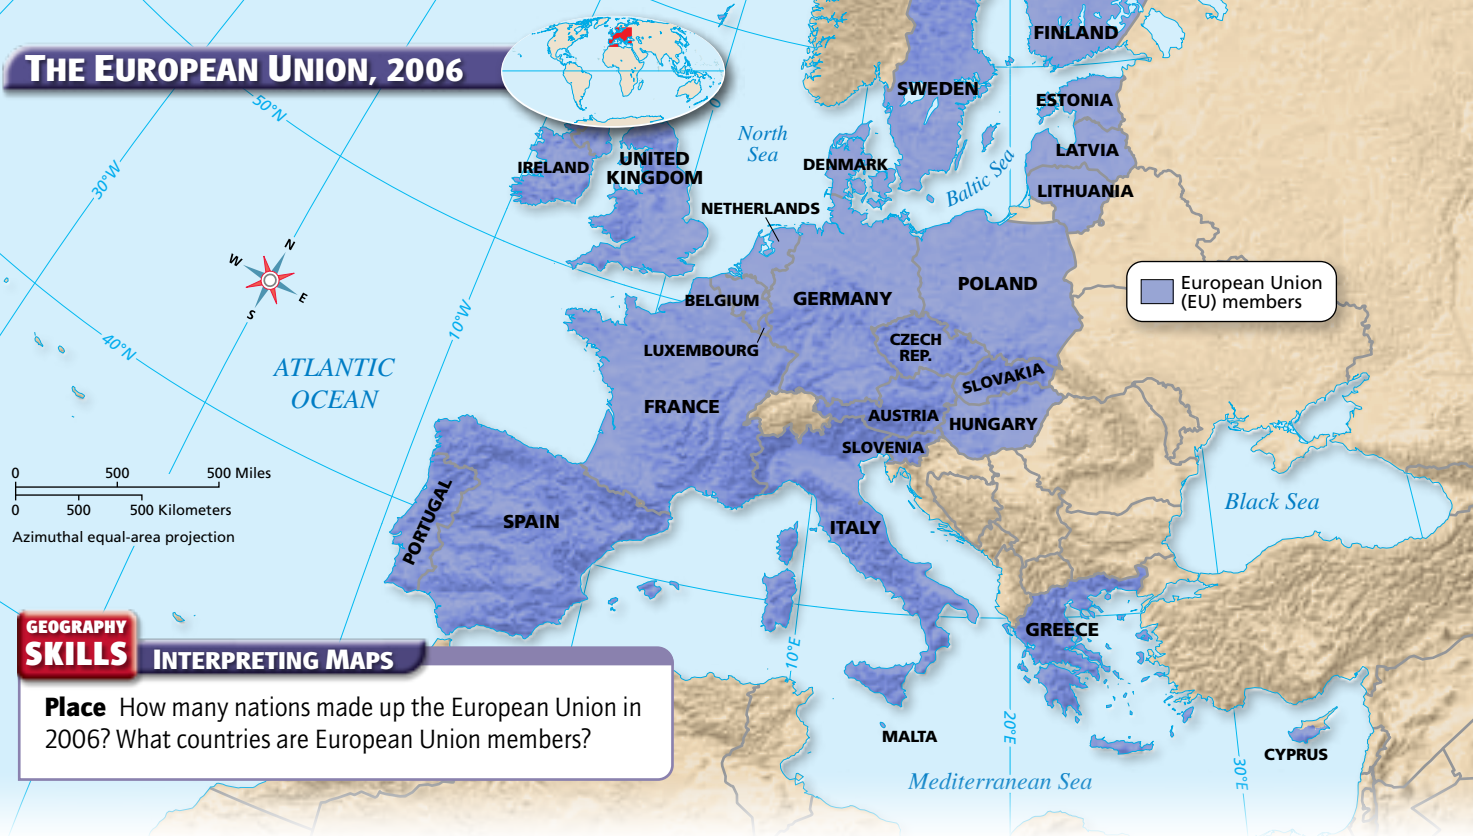 THE EUROPEAN UNION, 2006
FINLAND
SWEDEN
ESTONIA
50°N
0
North
Sea
LATVIA
IRELAND
UNITED
KINGDOM
DENMARK
Baltic Sea
30°W
LITHUANIA
NETHERLANDS
N
W
E
S
European Union
(EU) members
POLAND
BELGIUM
GERMANY
10°W
40°N
LUXEMBOURG
CZECH
REP.
SLOVAKIA
ATLANTIC
OCEAN
FRANCE
AUSTRIA
HUNGARY
SLOVENIA
0 500 500 Miles
0 500 500 Kilometers
Azimuthal equal-area projection
PORTUGAL
SPAIN
ITALY
Black Sea
GREECE
10°E
GEOGRAPHY
SKILLS
INTERPRETING MAPS
Place How many nations made up the European Union in
2006? What countries are European Union members?
MALTA
20°E
CYPRUS
Mediterranean Sea
30°E